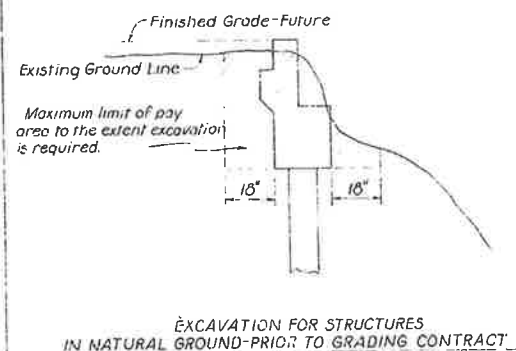 Finished Grade-Future
Existing Ground Line
Maximum limit of pay
area to the extent excavation
is required.
18" 18"
EXCAVATION FOR STRUCTURES
IN NATURAL GROUND-PRIOR TO GRADING CONTRACT